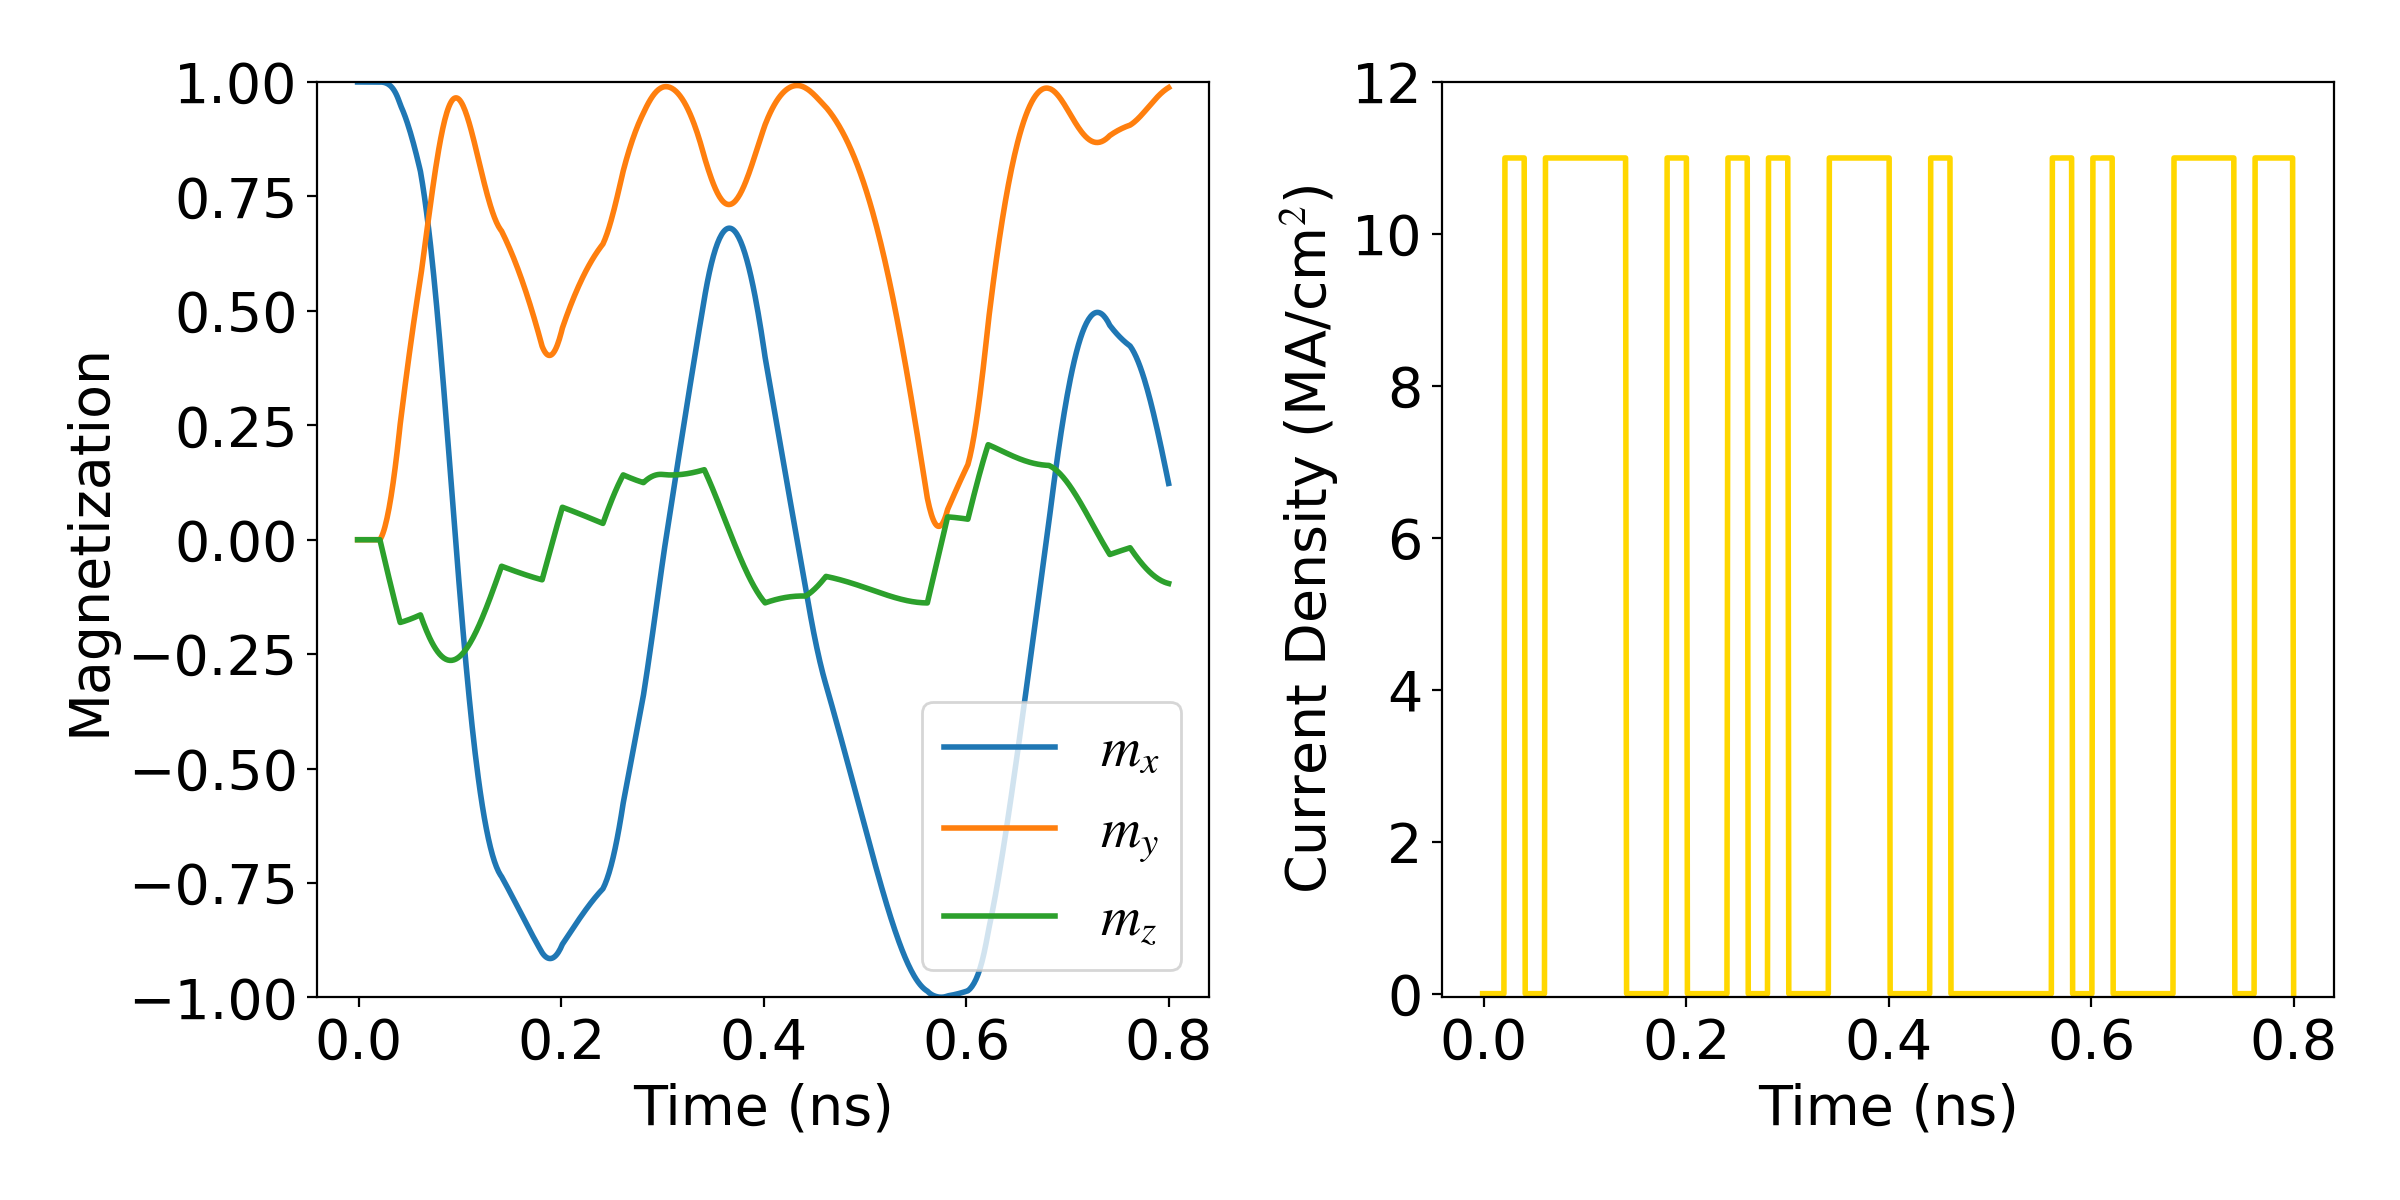 1.00
0.75
0.50
0.25
0.00
−0.25
−0.50
−0.75
−1.00
Magnetization
0.0 0.2 0.4 0.6 0.8
Time (ns)
m_x
m_y
m_z
12
10
8
6
4
2
0
Current Density (MA/cm²)
0.0 0.2 0.4 0.6 0.8
Time (ns)